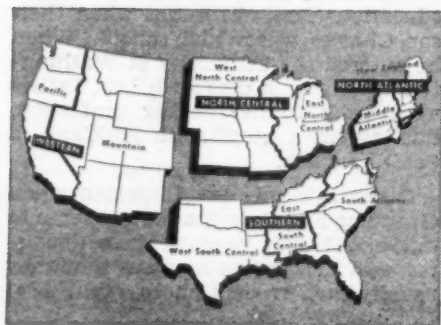 Pacific
WESTERN
Mountain
West
North Central
NORTH CENTRAL
East
North
Central
New England
NORTH ATLANTIC
Middle
Atlantic
South Atlantic
East
SOUTHERN
South
Central
West South Central